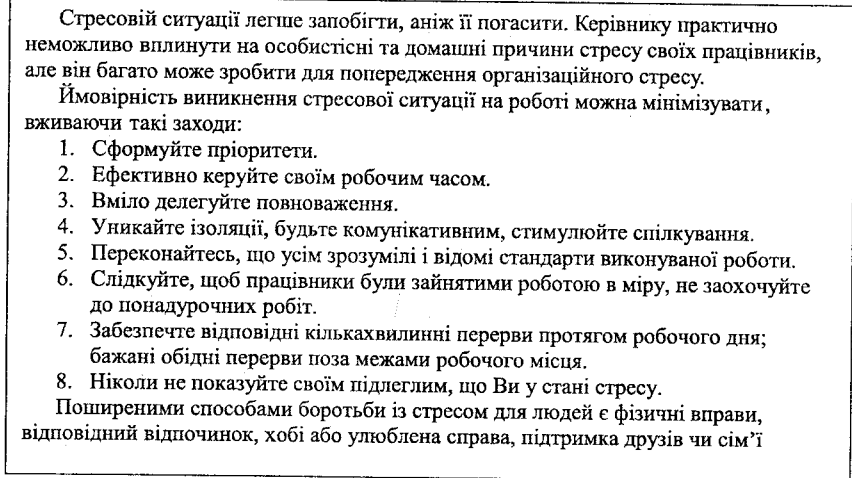 Стресовій ситуації легше запобігти, аніж її погасити. Керівнику практично
неможливо вплинути на особистісні та домашні причини стресу своїх працівників,
але він багато може зробити для попередження організаційного стресу.
Ймовірність виникнення стресової ситуації на роботі можна мінімізувати,
вживаючи такі заходи:
1. Сформуйте пріоритети.
2. Ефективно керуйте своїм робочим часом.
3. Вміло делегуйте повноваження.
4. Уникайте ізоляції, будьте комунікативним, стимулюйте спілкування.
5. Переконайтесь, що усім зрозумілі і відомі стандарти виконуваної роботи.
6. Слідкуйте, щоб працівники були зайнятими роботою в міру, не заохочуйте
до понадурочних робіт.
7. Забезпечте відповідні кількахвилинні перерви протягом робочого дня;
бажані обідні перерви поза межами робочого місця.
8. Ніколи не показуйте своїм підлеглим, що Ви у стані стресу.
Поширеними способами боротьби із стресом для людей є фізичні вправи,
відповідний відпочинок, хобі або улюблена справа, підтримка друзів чи сім’ї